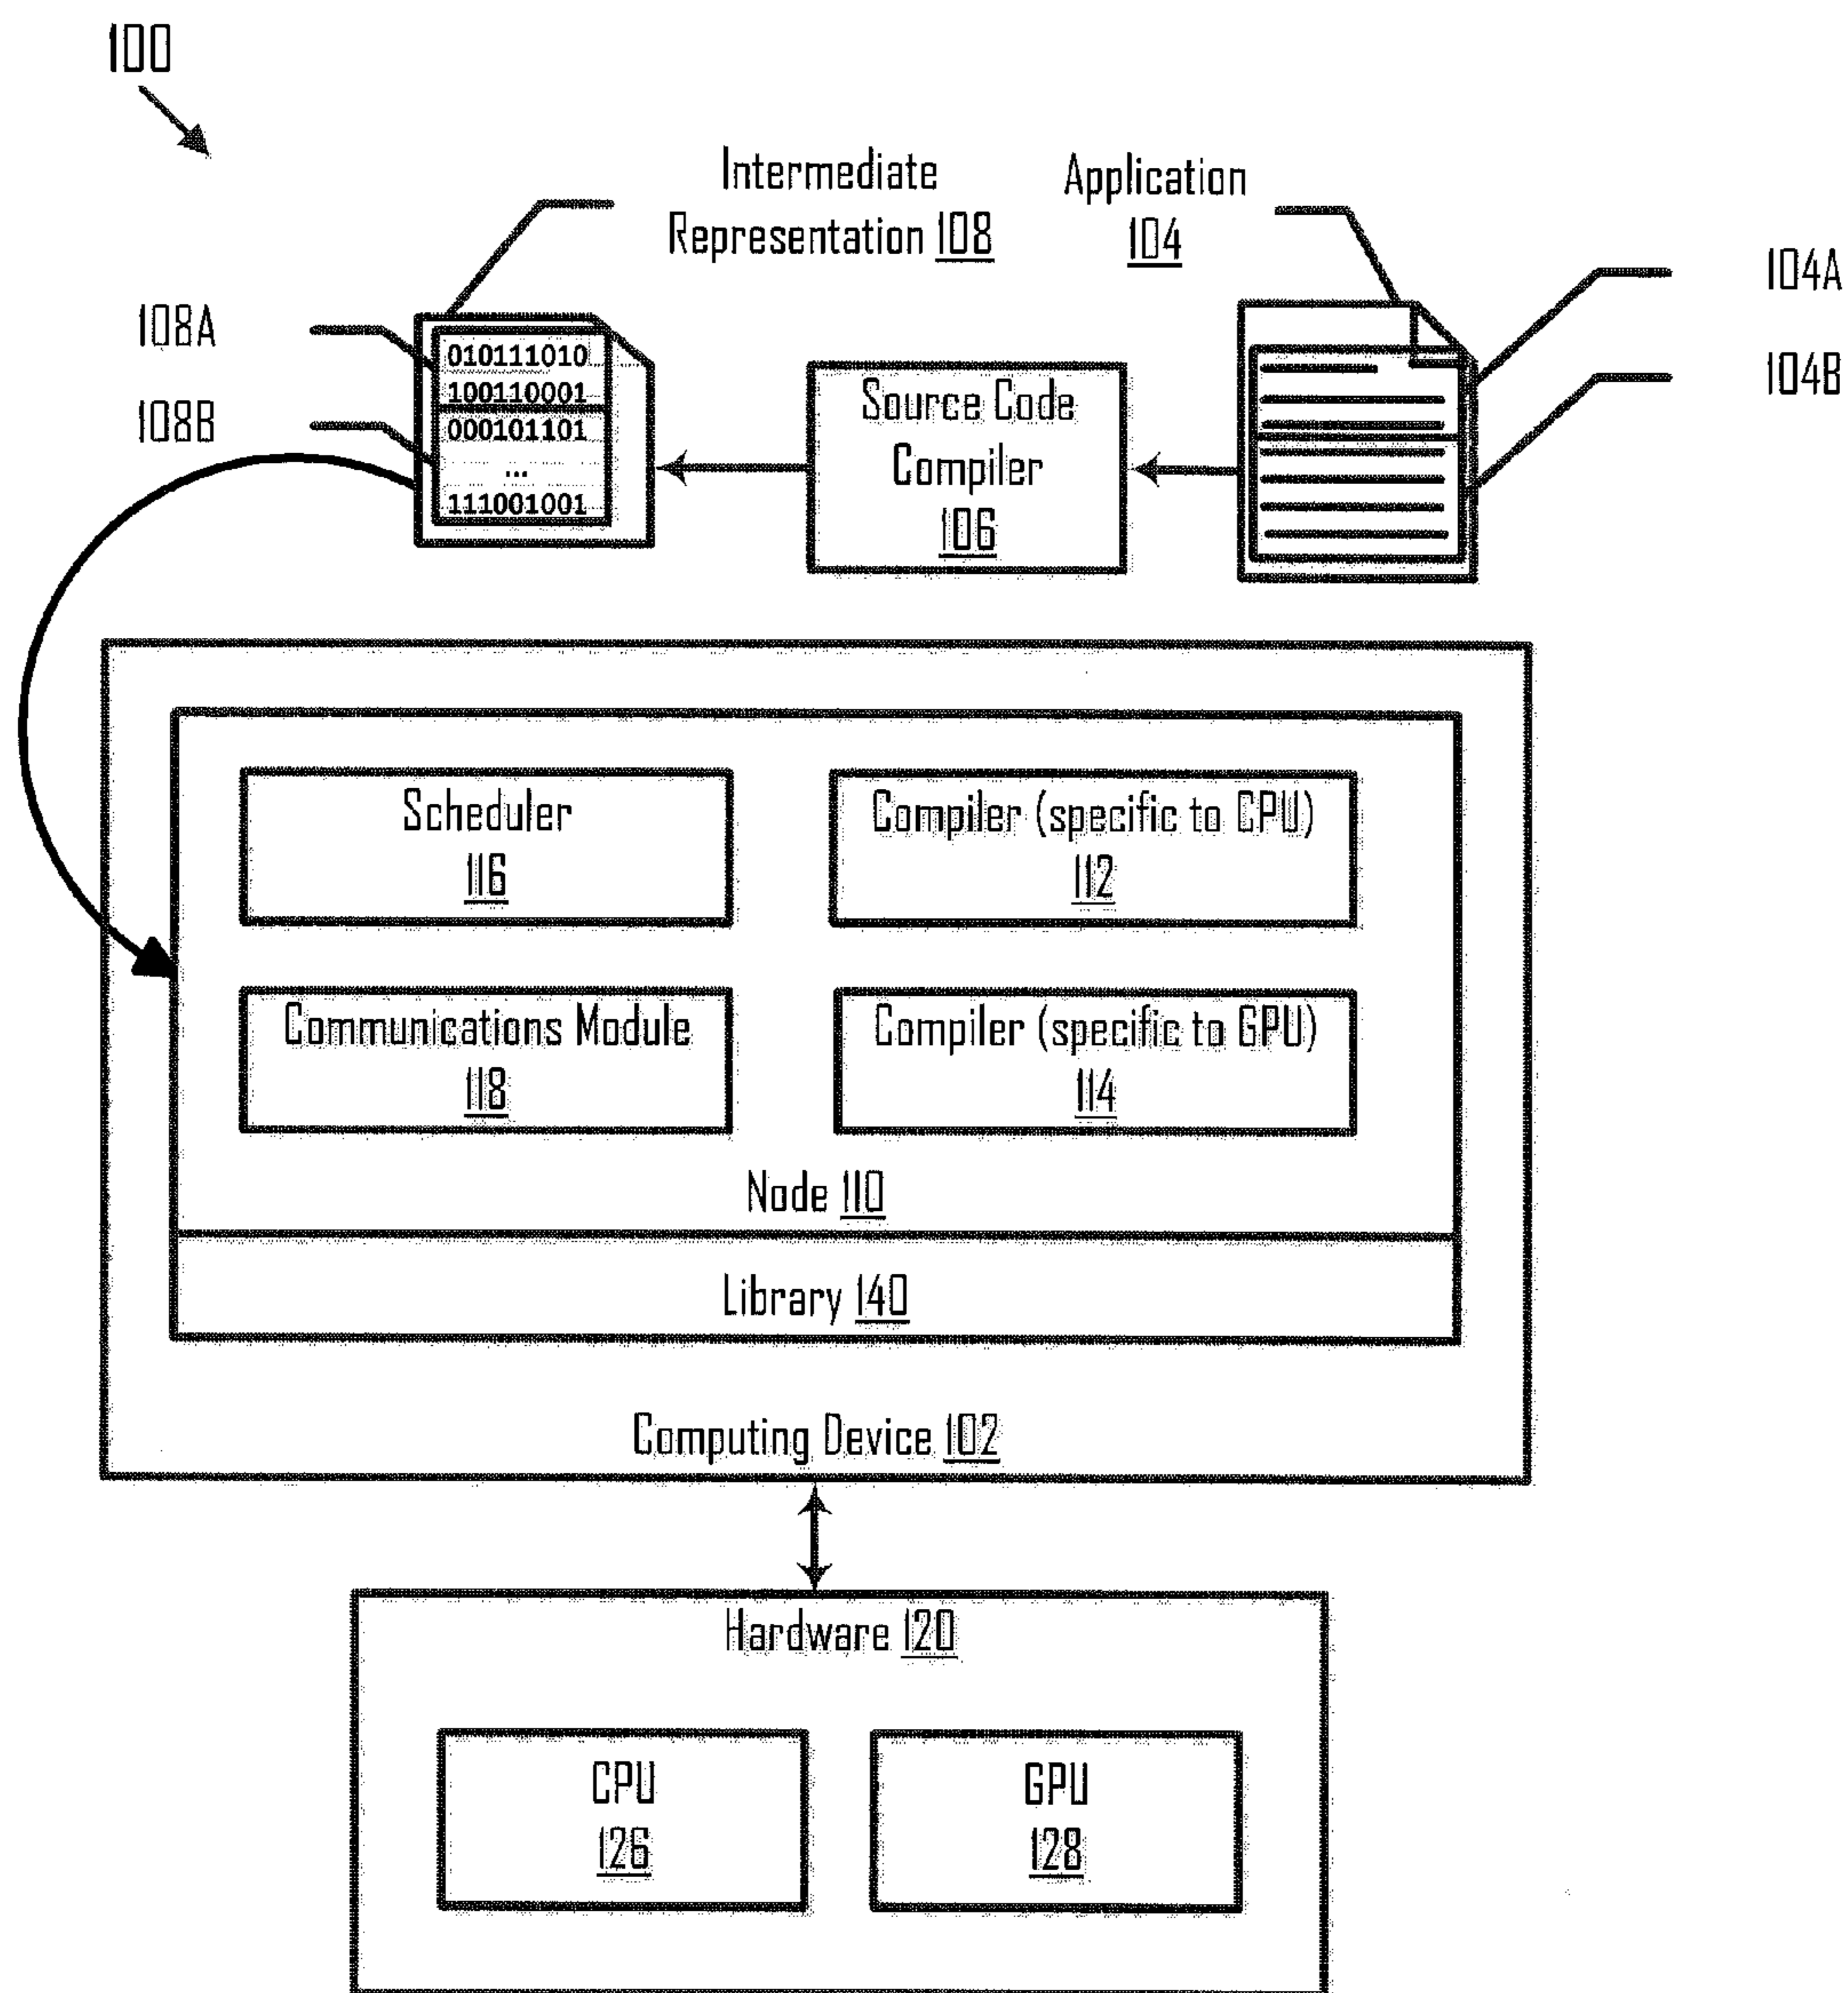 100
Intermediate
Representation 108
Application
104
104A
104B
108A
108B
010111010
100110001
000101101
...
111001001
Source Code
Compiler
106
Scheduler
116
Compiler (specific to CPU)
112
Communications Module
118
Compiler (specific to GPU)
114
Node 110
Library 140
Computing Device 102
Hardware 120
CPU
126
GPU
128